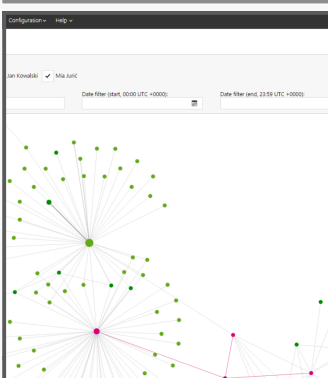 Configuration Help
Jan Kowalski Mia Jurić
Date filter (start, 00:00 UTC +0000): Date filter (end, 23:59 UTC +0000):